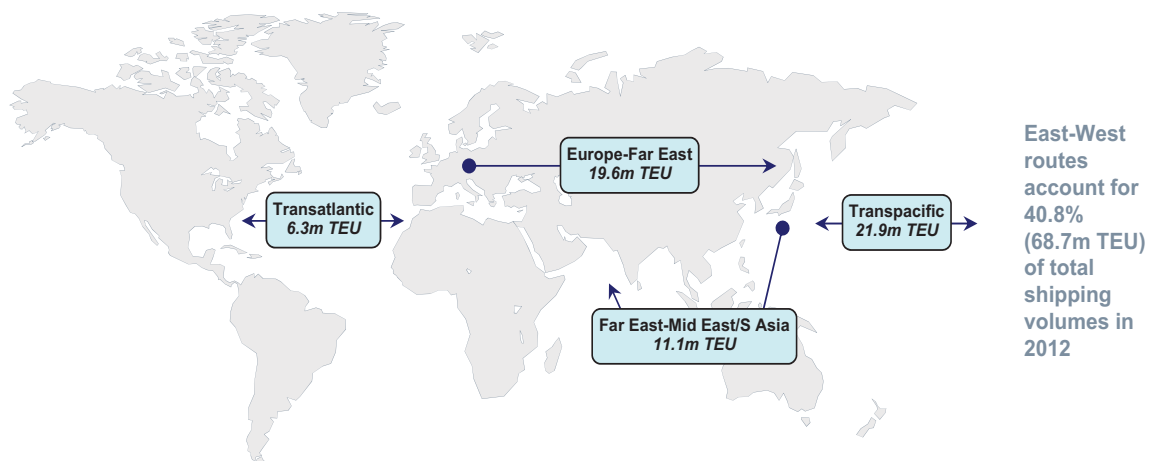 Europe-Far East
19.6m TEU
Transatlantic
6.3m TEU
Transpacific
21.9m TEU
Far East-Mid East/S Asia
11.1m TEU
East-West
routes
account for
40.8%
(68.7m TEU)
of total
shipping
volumes in
2012